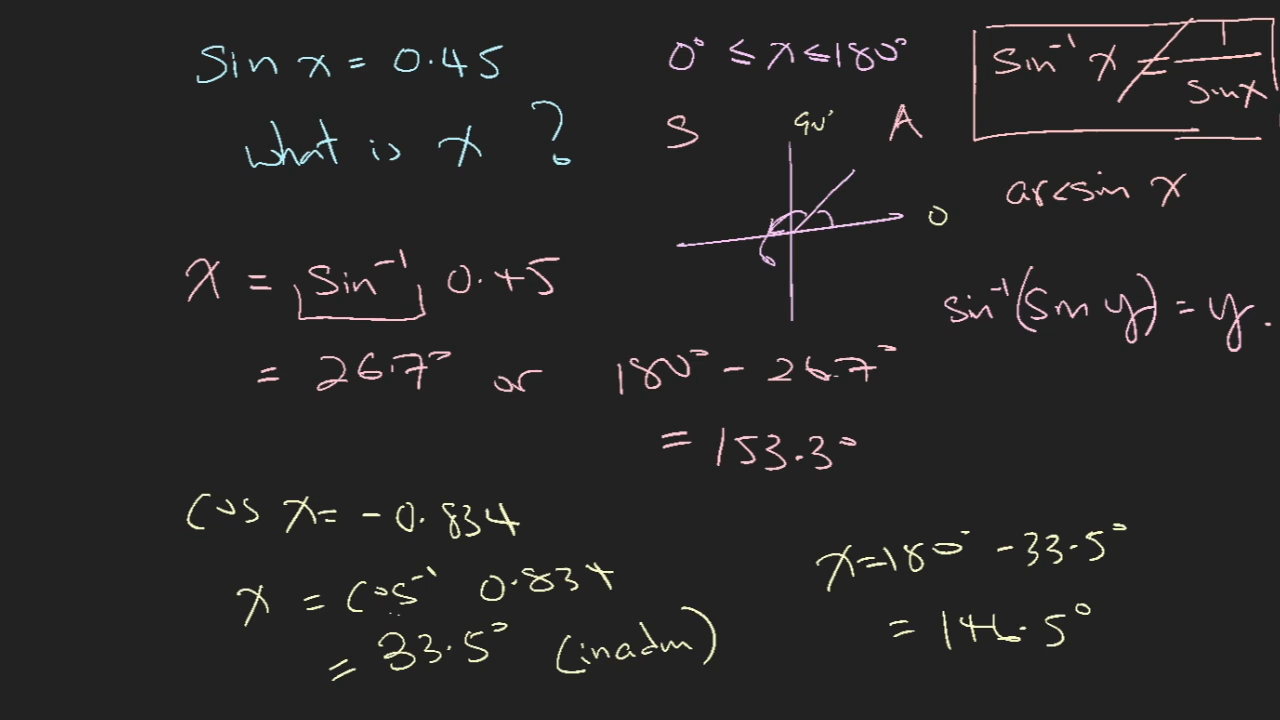 Sin x = 0.45
what is x ?
0° ≤ x ≤ 180°
S
90°
A
0
sin⁻¹ x ≠ 1/sin x
arcsin x
sin⁻¹(sin y) = y.
x = sin⁻¹ 0.45
= 26.7° or 180° - 26.7°
= 153.3°
Cos x = - 0.834
x = cos⁻¹ 0.834
= 33.5° (inadm)
x = 180° - 33.5°
= 146.5°